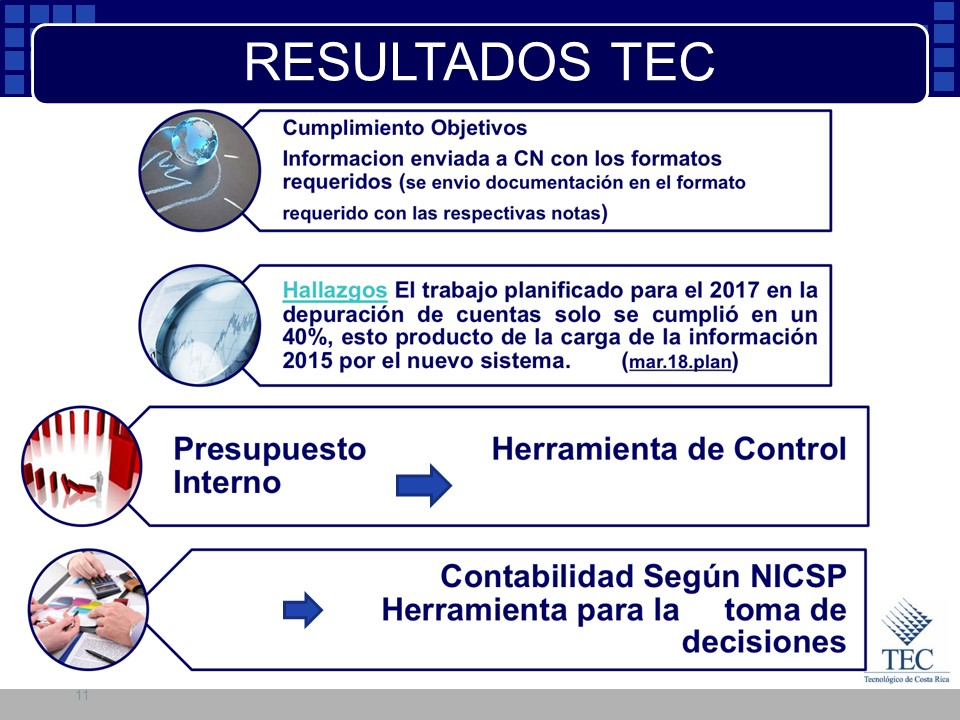 RESULTADOS TEC
Cumplimiento Objetivos
Informacion enviada a CN con los formatos
requeridos (se envio documentación en el formato
requerido con las respectivas notas)
Hallazgos El trabajo planificado para el 2017 en la
depuración de cuentas solo se cumplió en un
40%, esto producto de la carga de la información
2015 por el nuevo sistema. (mar.18.plan)
Presupuesto Herramienta de Control
Interno
Contabilidad Según NICSP
Herramienta para la toma de
decisiones
TEC
Tecnológico de Costa Rica
11